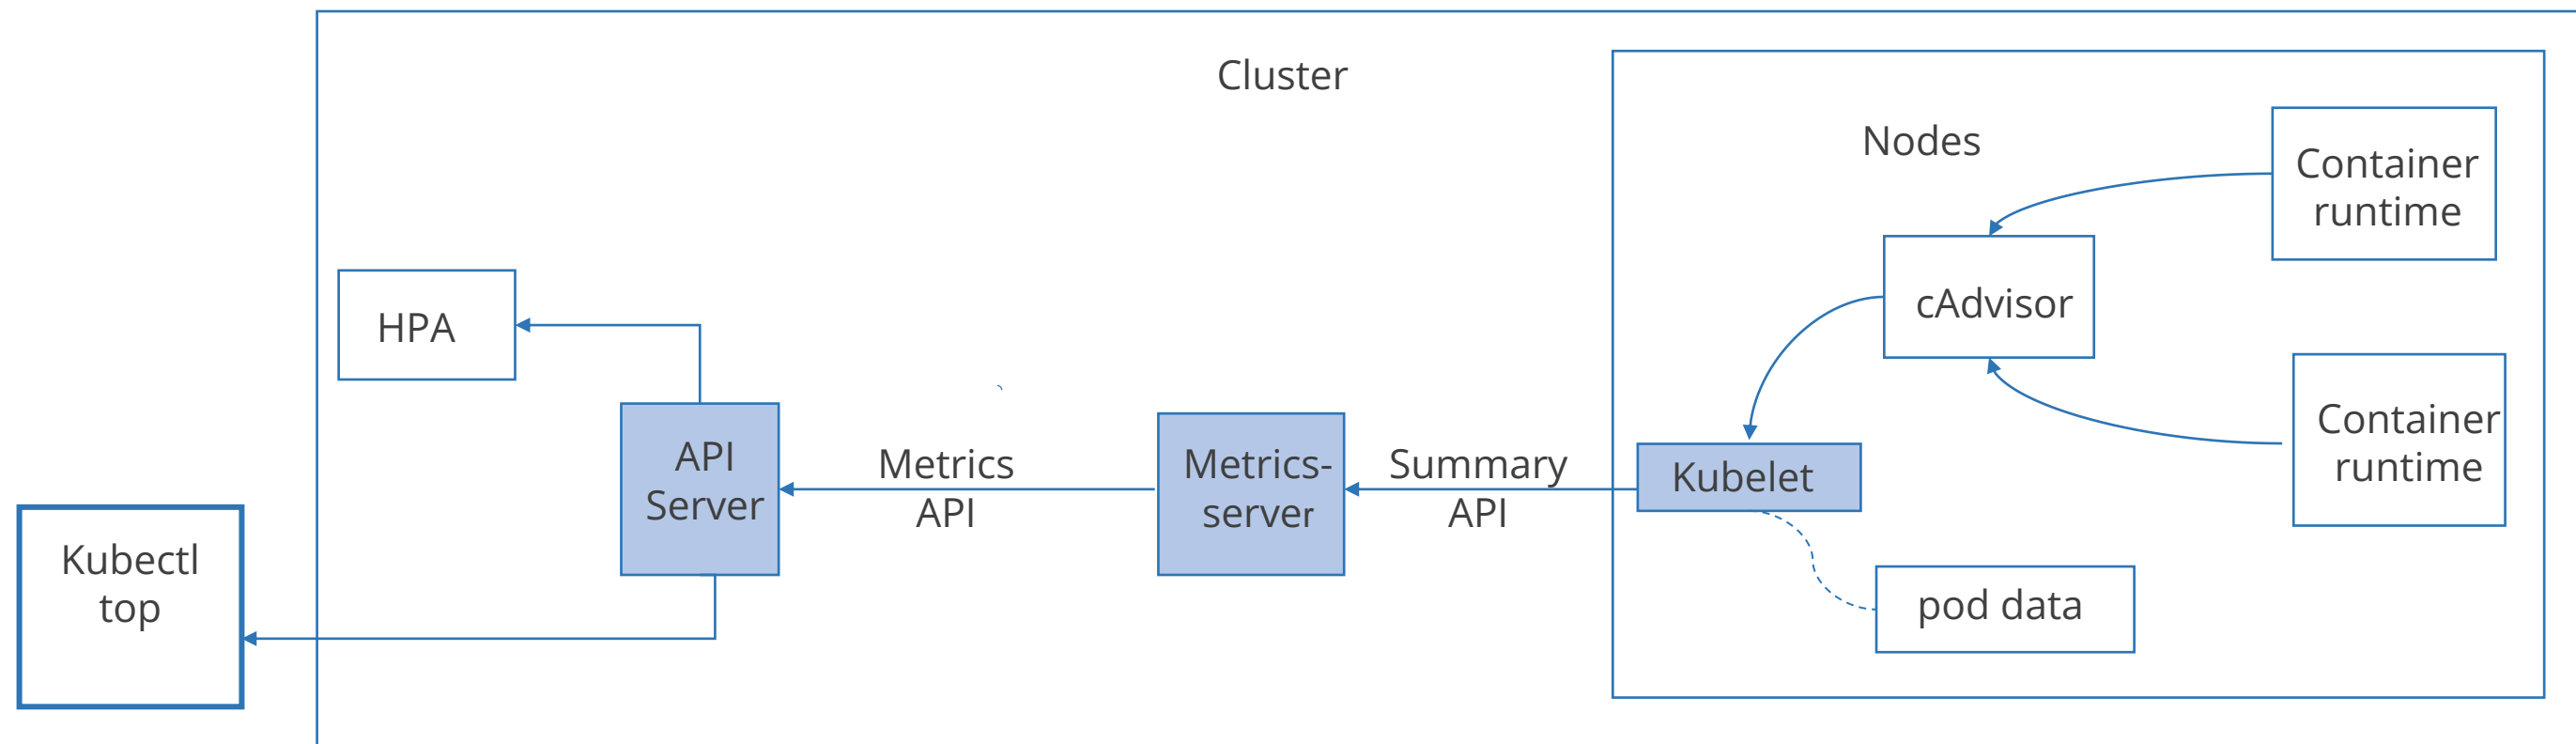 Cluster
Nodes
Container
runtime
cAdvisor
HPA
Container
runtime
API
Server
Metrics
API
Metrics-
server
Summary
API
Kubelet
Kubectl
top
pod data